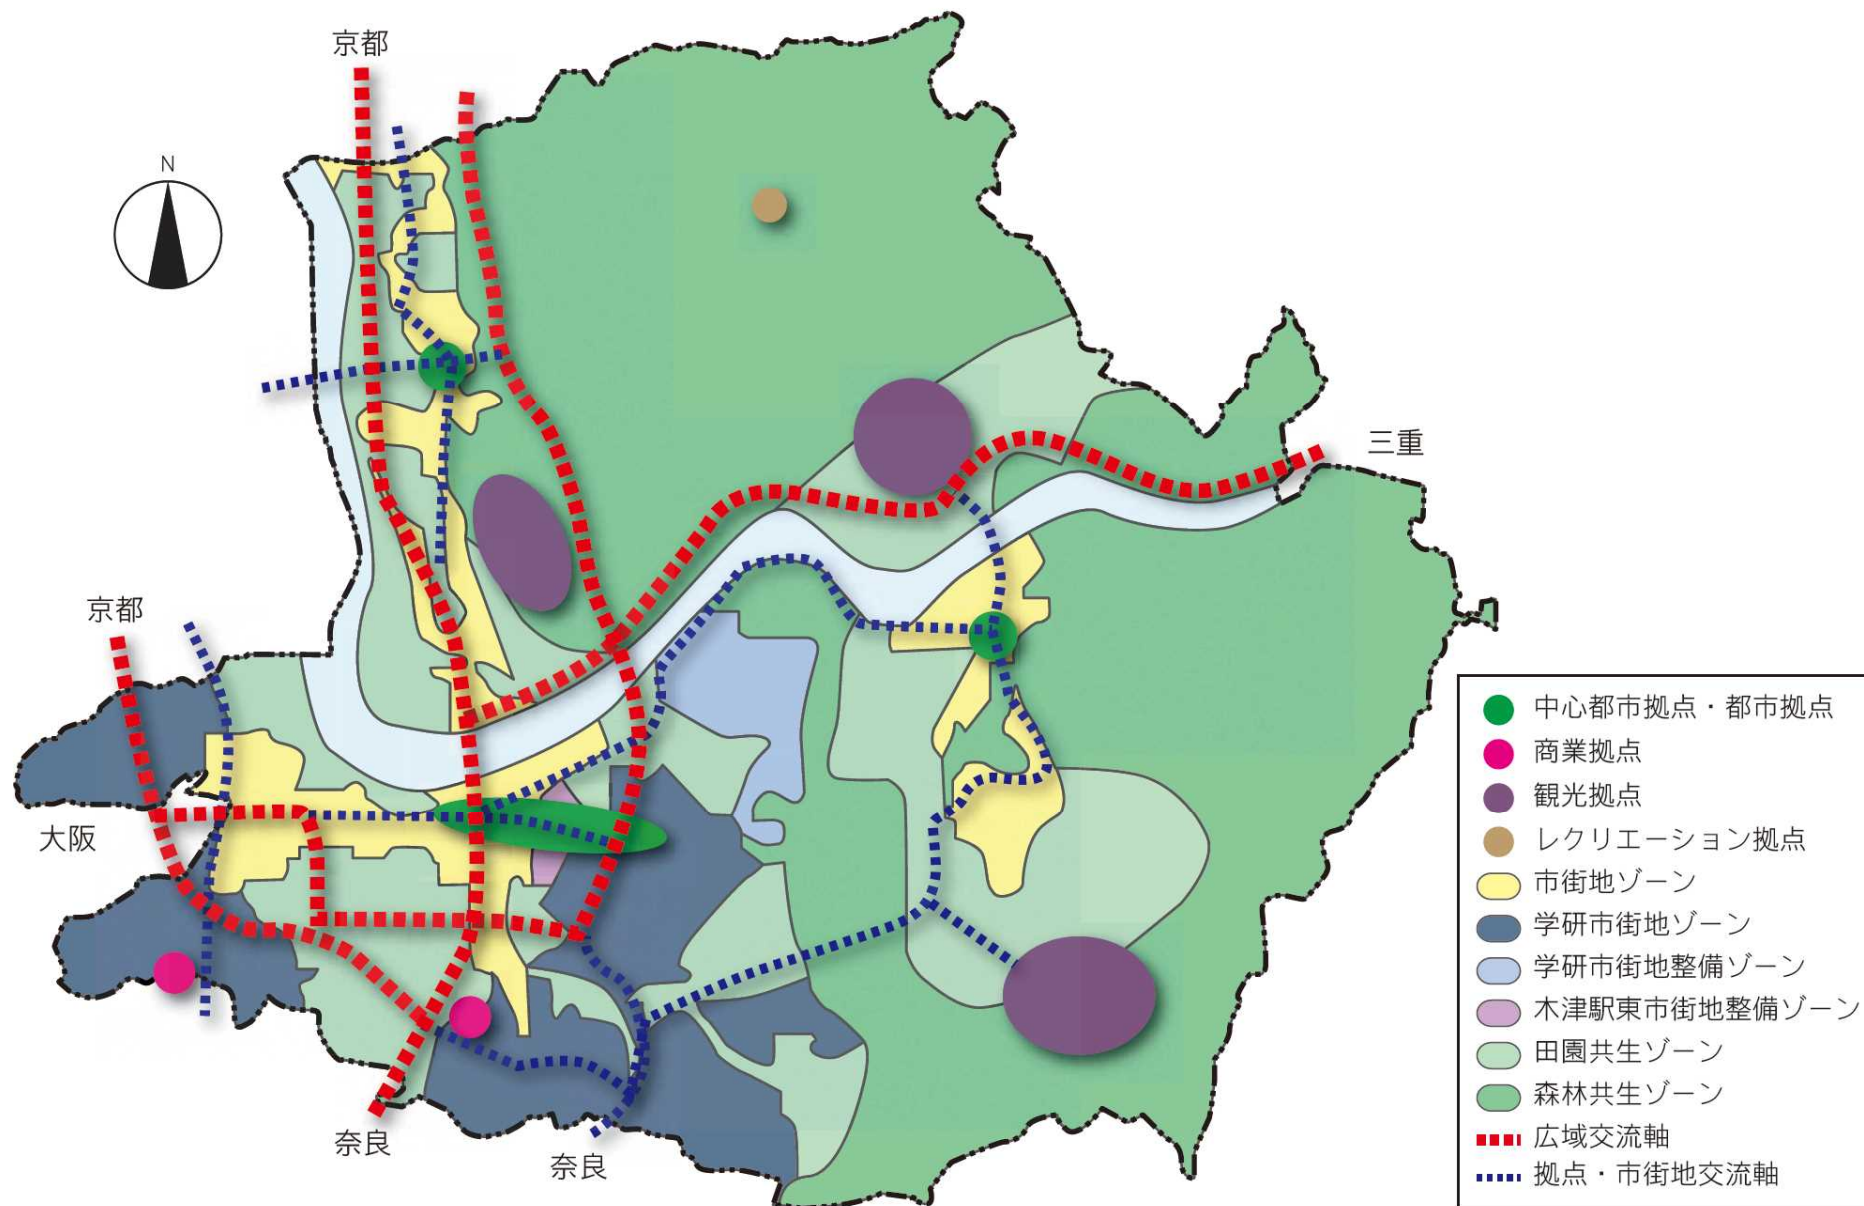 京都
N
三重
京都
大阪
奈良
奈良
中心都市拠点・都市拠点
商業拠点
観光拠点
レクリエーション拠点
市街地ゾーン
学研市街地ゾーン
学研市街地整備ゾーン
木津駅東市街地整備ゾーン
田園共生ゾーン
森林共生ゾーン
広域交流軸
拠点・市街地交流軸